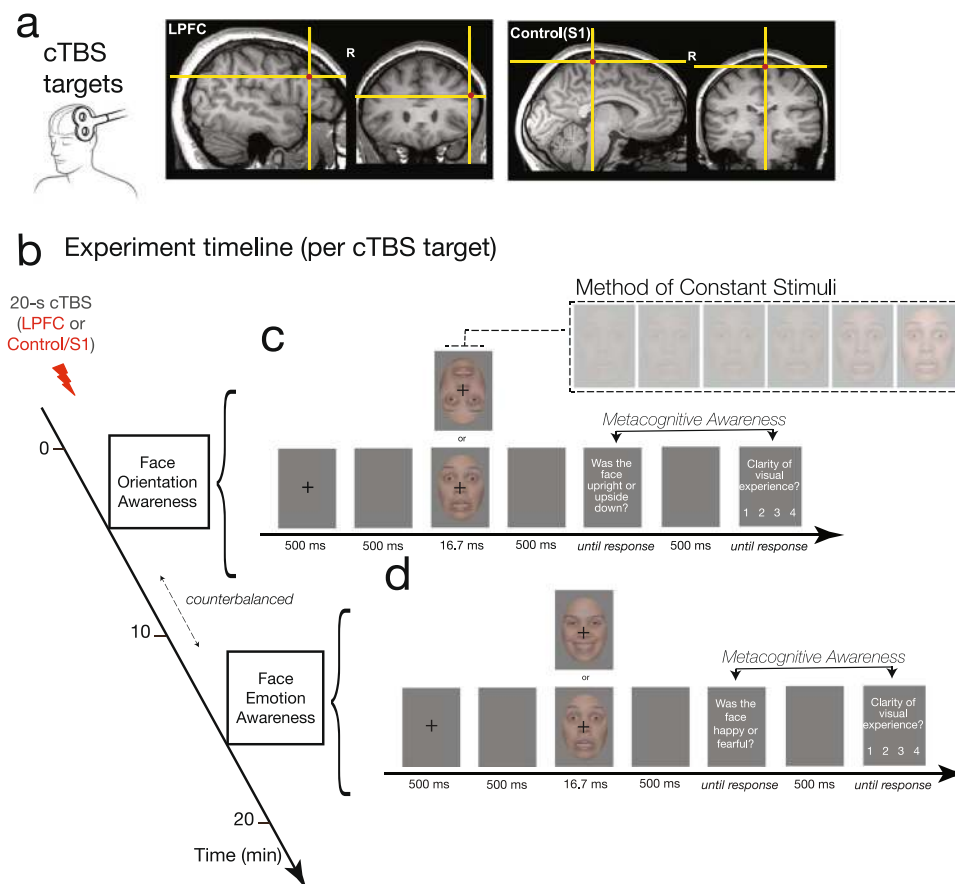 a
cTBS
targets
LPFC
R
Control(S1)
R
b Experiment timeline (per cTBS target)
20-s cTBS
(LPFC or
Control/S1)
c
Method of Constant Stimuli
0
Face
Orientation
Awareness
or
Metacognitive Awareness
Was the
face
upright or
upside
down?
Clarity of
visual
experience?
1 2 3 4
500 ms 500 ms 16.7 ms 500 ms until response 500 ms until response
counterbalanced
d
10
Face
Emotion
Awareness
or
Metacognitive Awareness
Was the
face
happy or
fearful?
Clarity of
visual
experience?
1 2 3 4
500 ms 500 ms 16.7 ms 500 ms until response 500 ms until response
20
Time (min)